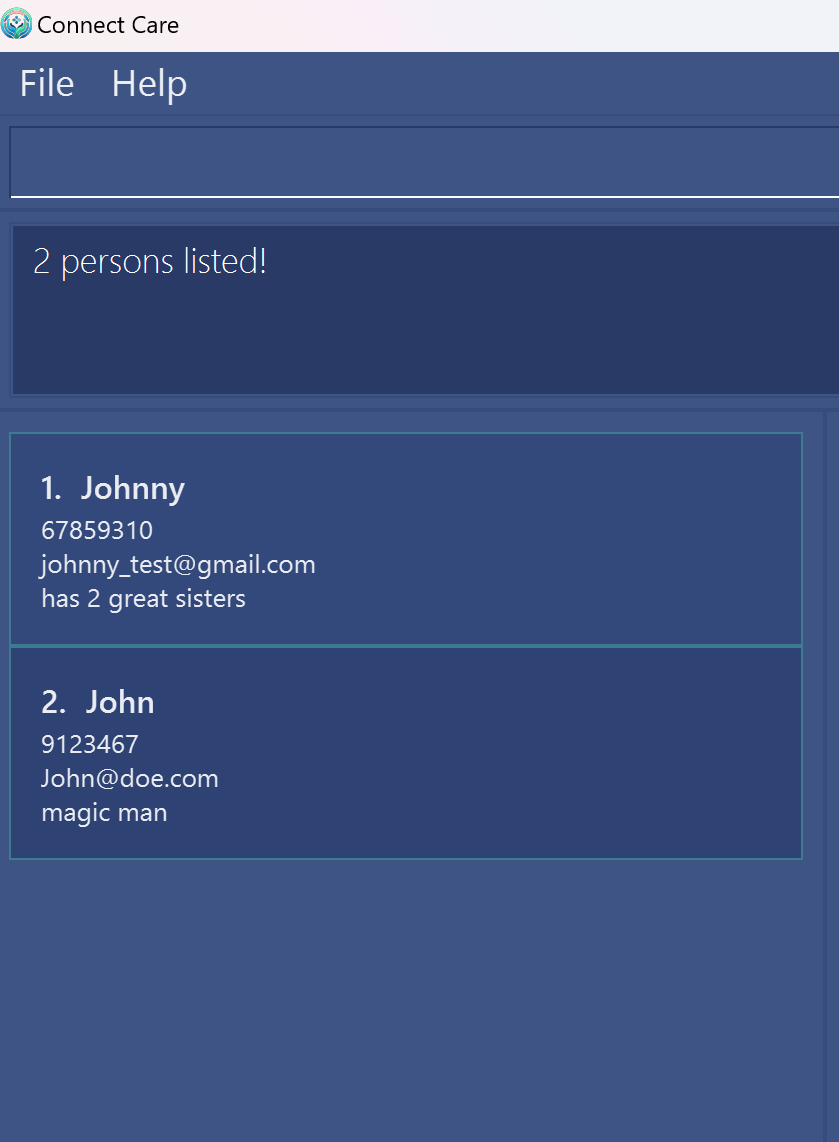 Connect Care
File Help
2 persons listed!
1. Johnny
67859310
johnny_test@gmail.com
has 2 great sisters
2. John
9123467
John@doe.com
magic man